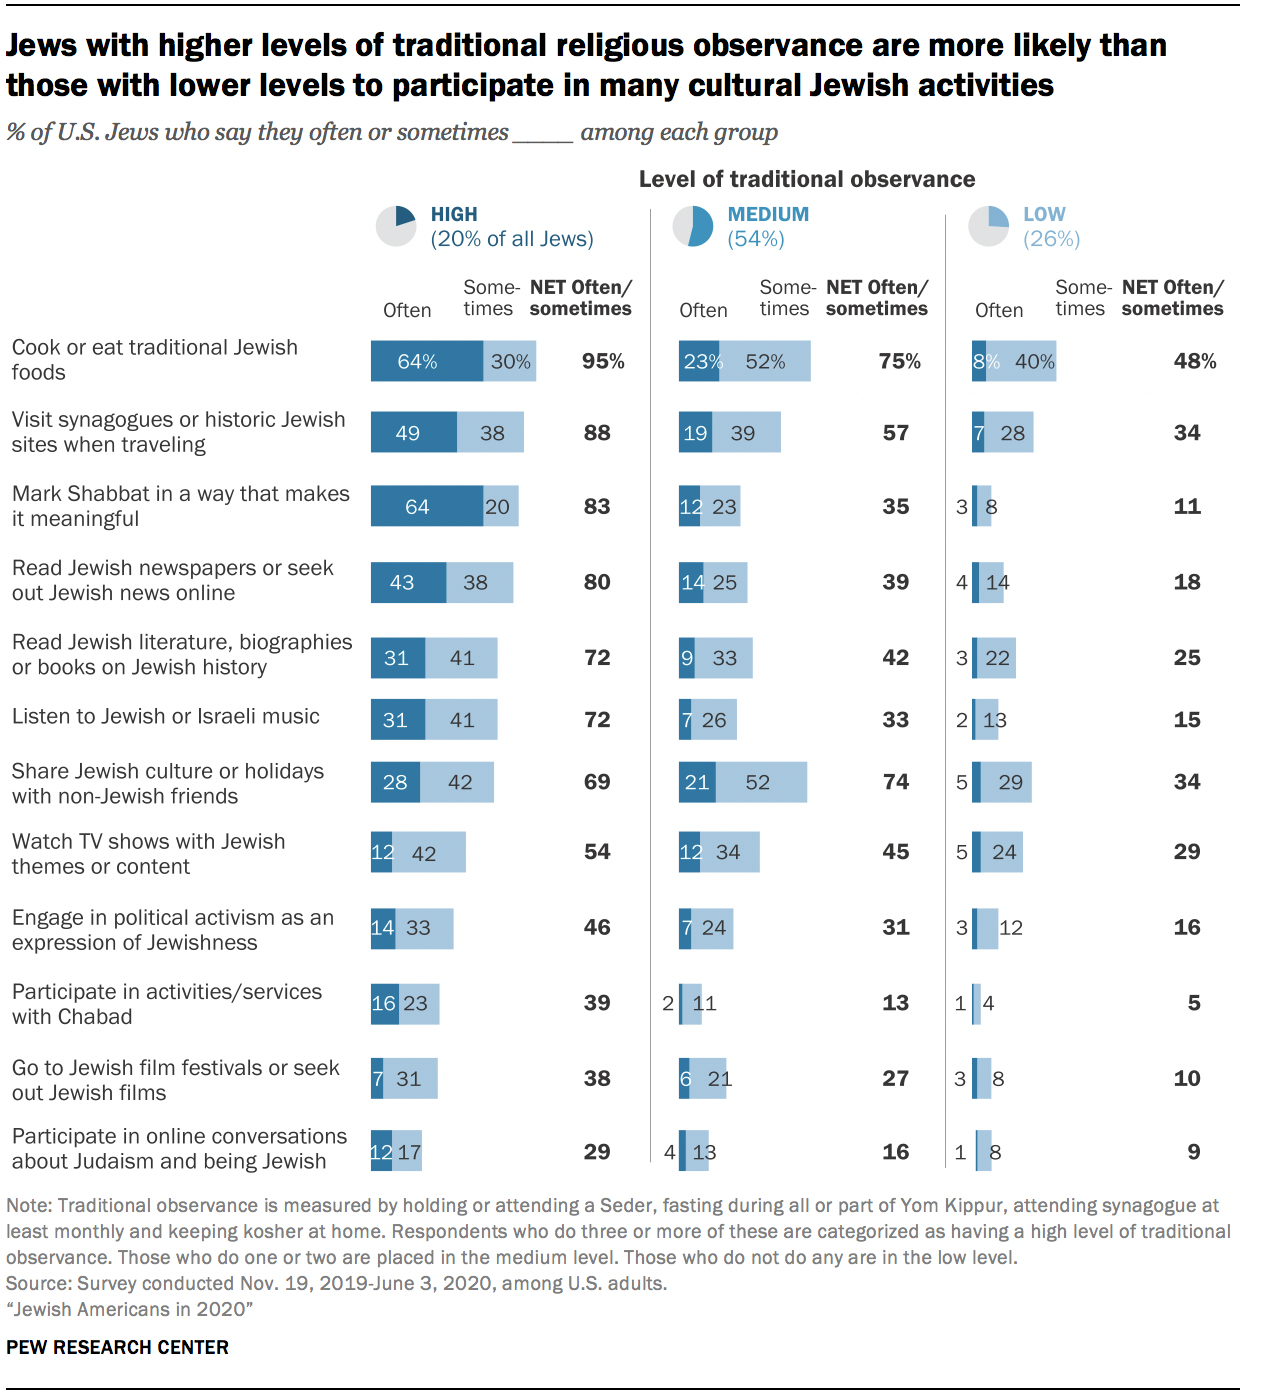 Jews with higher levels of traditional religious observance are more likely than
those with lower levels to participate in many cultural Jewish activities
% of U.S. Jews who say they often or sometimes _____ among each group
Level of traditional observance
HIGH
(20% of all Jews)
MEDIUM
(54%)
LOW
(26%)
Often
Some-
times
NET Often/
sometimes
Often
Some-
times
NET Often/
sometimes
Often
Some-
times
NET Often/
sometimes
Cook or eat traditional Jewish
foods
64% 30% 95% 23% 52% 75% 8% 40% 48%
Visit synagogues or historic Jewish
sites when traveling
49 38 88 19 39 57 7 28 34
Mark Shabbat in a way that makes
it meaningful
64 20 83 12 23 35 3 8 11
Read Jewish newspapers or seek
out Jewish news online
43 38 80 14 25 39 4 14 18
Read Jewish literature, biographies
or books on Jewish history
31 41 72 9 33 42 3 22 25
Listen to Jewish or Israeli music
31 41 72 7 26 33 2 13 15
Share Jewish culture or holidays
with non-Jewish friends
28 42 69 21 52 74 5 29 34
Watch TV shows with Jewish
themes or content
12 42 54 12 34 45 5 24 29
Engage in political activism as an
expression of Jewishness
14 33 46 7 24 31 3 12 16
Participate in activities/services
with Chabad
16 23 39 2 11 13 1 4 5
Go to Jewish film festivals or seek
out Jewish films
7 31 38 6 21 27 3 8 10
Participate in online conversations
about Judaism and being Jewish
12 17 29 4 13 16 1 8 9
Note: Traditional observance is measured by holding or attending a Seder, fasting during all or part of Yom Kippur, attending synagogue at
least monthly and keeping kosher at home. Respondents who do three or more of these are categorized as having a high level of traditional
observance. Those who do one or two are placed in the medium level. Those who do not do any are in the low level.
Source: Survey conducted Nov. 19, 2019-June 3, 2020, among U.S. adults.
“Jewish Americans in 2020”
PEW RESEARCH CENTER